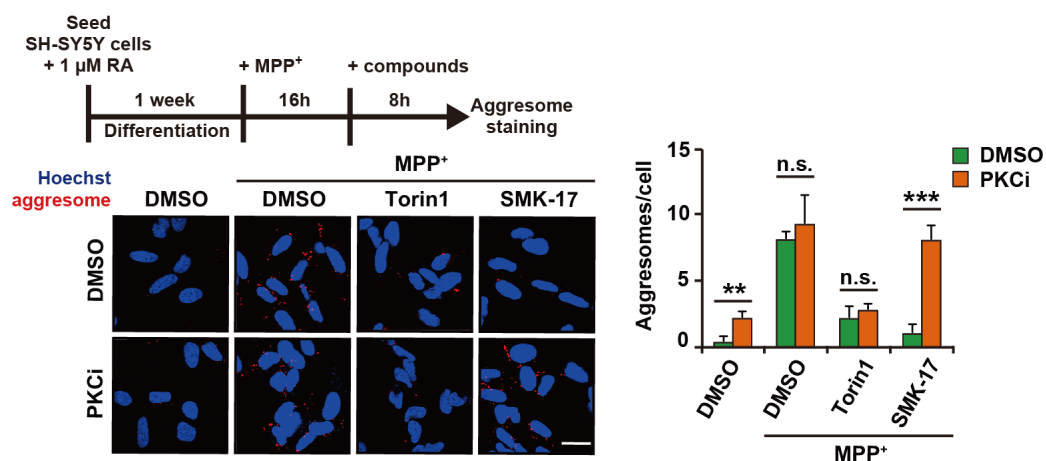 Seed
SH-SY5Y cells
+ 1 µM RA
+ MPP⁺
+ compounds
1 week
16h
8h
Differentiation
Aggresome
staining
MPP⁺
Hoechst
aggresome
DMSO
DMSO
Torin1
SMK-17
DMSO
PKCi
Aggresomes/cell
15
10
5
0
**
n.s.
n.s.
***
DMSO
PKCi
DMSO
DMSO
Torin1
SMK-17
MPP⁺